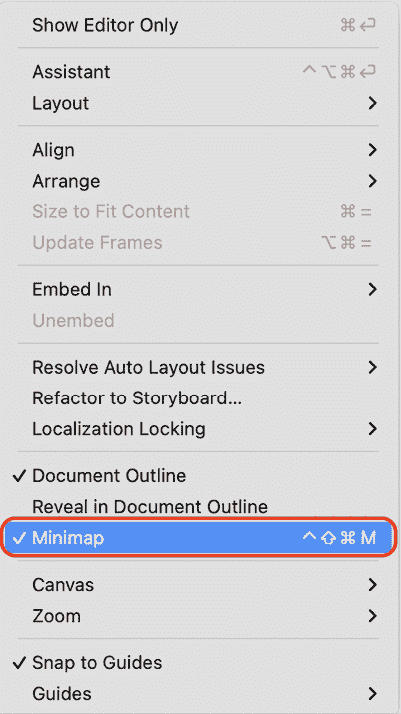 Show Editor Only ⌘⏎
Assistant ^⌥⌘⏎
Layout >
Align >
Arrange >
Size to Fit Content ⌘=
Update Frames ⌥⌘=
Embed In >
Unembed
Resolve Auto Layout Issues >
Refactor to Storyboard...
Localization Locking >
✓ Document Outline
Reveal in Document Outline
✓ Minimap ^⇧⌘M
Canvas >
Zoom >
✓ Snap to Guides
Guides >